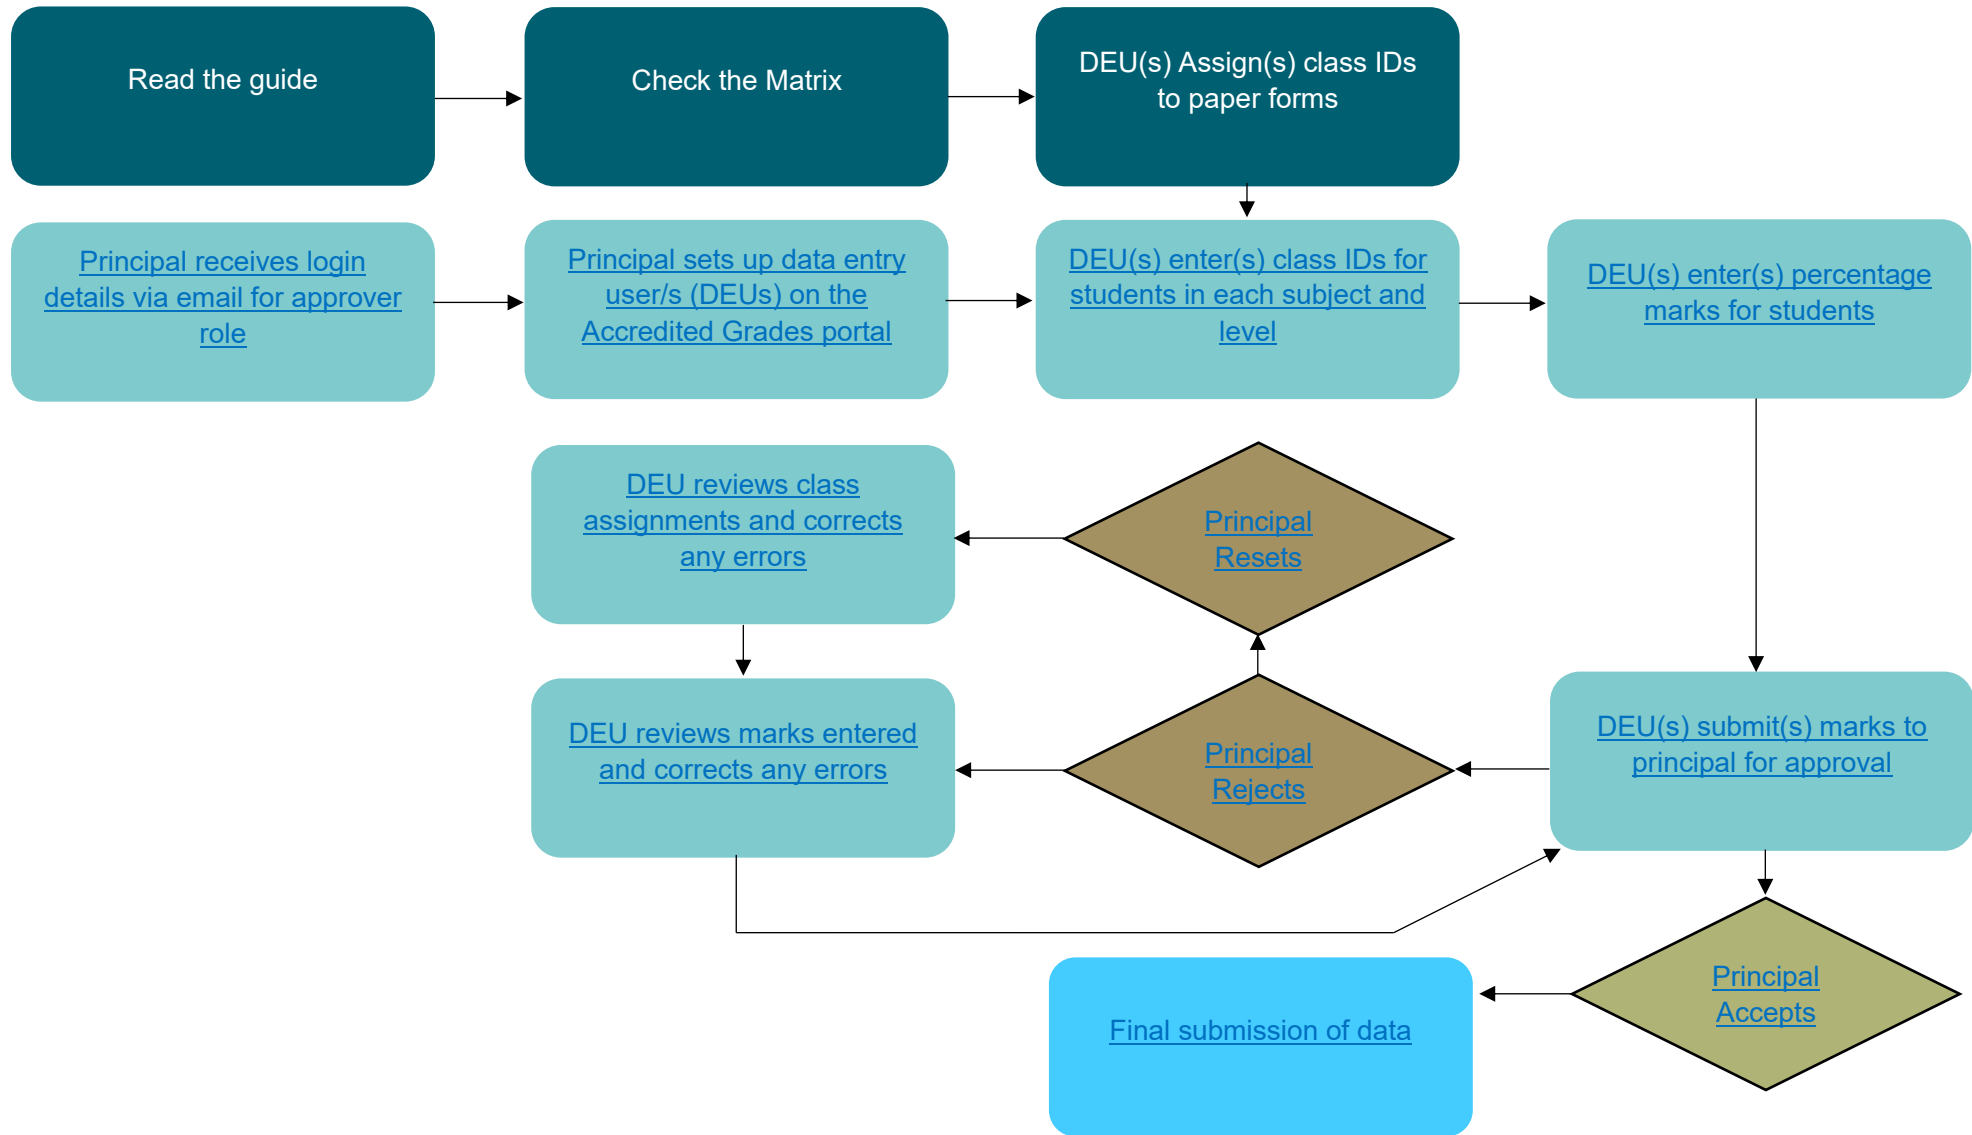 Read the guide
Check the Matrix
DEU(s) Assign(s) class IDs
to paper forms
Principal receives login
details via email for approver
role
Principal sets up data entry
user/s (DEUs) on the
Accredited Grades portal
DEU(s) enter(s) class IDs for
students in each subject and
level
DEU(s) enter(s) percentage
marks for students
DEU reviews class
assignments and corrects
any errors
Principal
Resets
DEU reviews marks entered
and corrects any errors
Principal
Rejects
DEU(s) submit(s) marks to
principal for approval
Principal
Accepts
Final submission of data